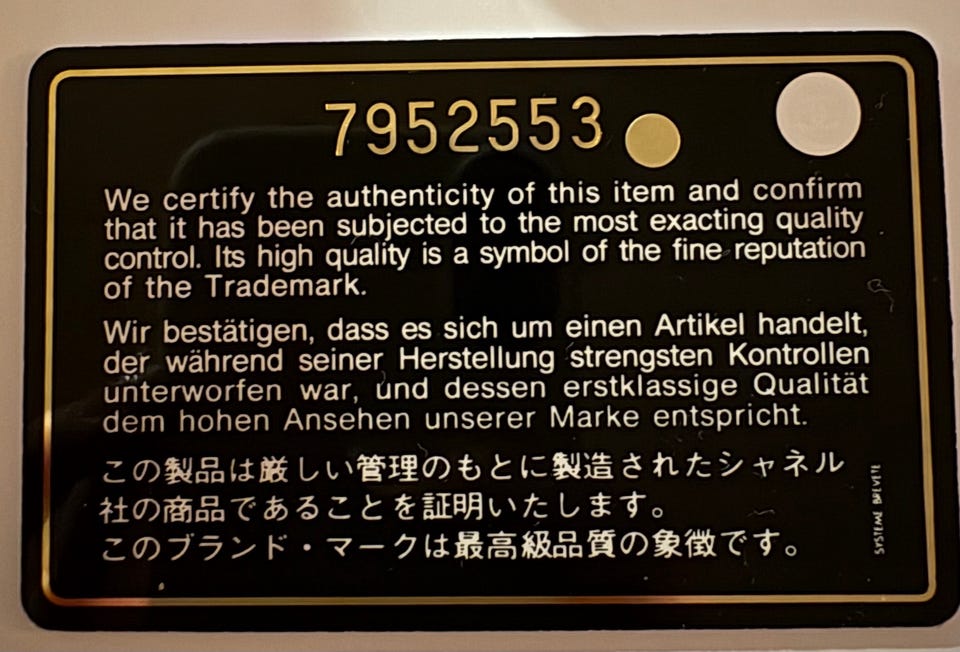 7952553
We certify the authenticity of this item and confirm
that it has been subjected to the most exacting quality
control. Its high quality is a symbol of the fine reputation
of the Trademark.
Wir bestätigen, dass es sich um einen Artikel handelt,
der während seiner Herstellung strengsten Kontrollen
unterworfen war, und dessen erstklassige Qualität
dem hohen Ansehen unserer Marke entspricht.
この製品は厳しい管理のもとに製造されたシャネル
社の商品であることを証明いたします。
このブランド・マークは最高級品質の象徴です。
SYSTEME BREVETE